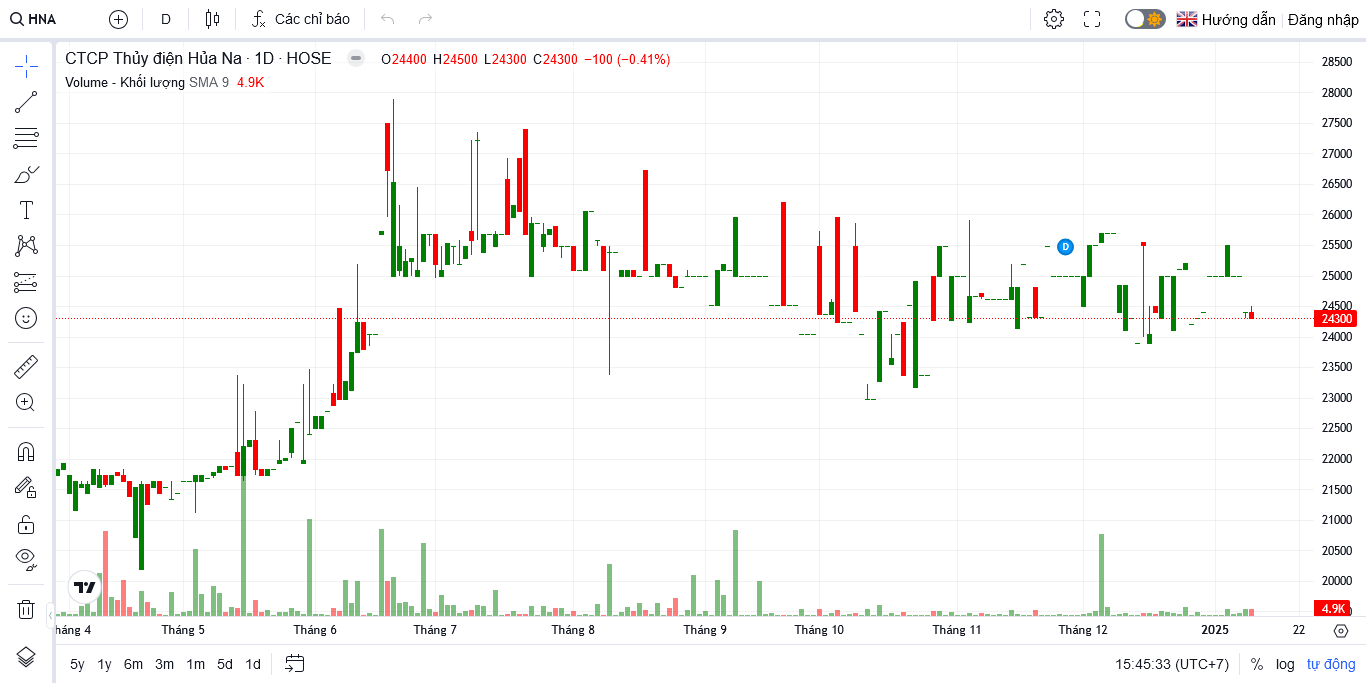 HNA D Các chỉ báo Hướng dẫn Đăng nhập
CTCP Thủy điện Hủa Na · 1D · HOSE O24400 H24500 L24300 C24300 −100 (−0.41%)
Volume - Khối lượng SMA 9 4.9K
28500
28000
27500
27000
26500
26000
25500
D
25000
24500
24300
24000
23500
23000
22500
22000
21500
21000
20500
20000
4.9K
háng 4 Tháng 5 Tháng 6 Tháng 7 Tháng 8 Tháng 9 Tháng 10 Tháng 11 Tháng 12 2025 22
5y 1y 6m 3m 1m 5d 1d 15:45:33 (UTC+7) % log tự động